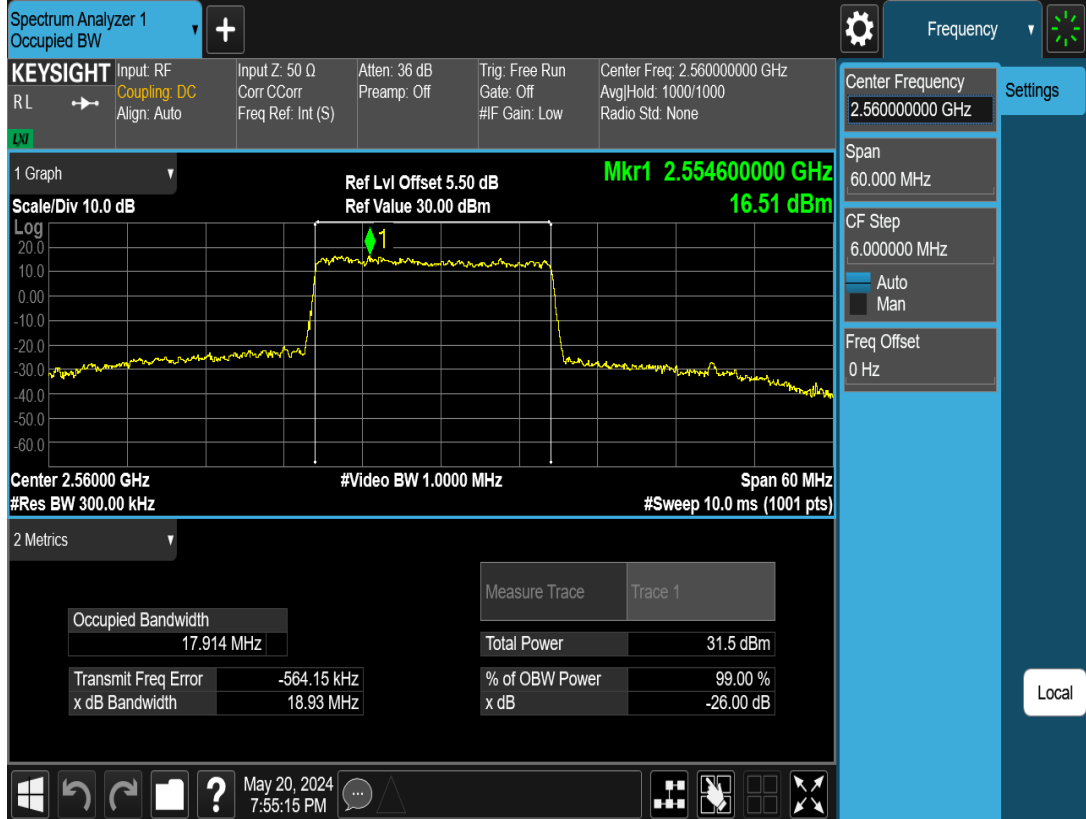 Spectrum Analyzer 1
Occupied BW
+
Frequency
KEYSIGHT
RL
LXI
Input: RF
Coupling: DC
Align: Auto
Input Z: 50 Ω
Corr CCorr
Freq Ref: Int (S)
Atten: 36 dB
Preamp: Off
Trig: Free Run
Gate: Off
#IF Gain: Low
Center Freq: 2.560000000 GHz
Avg|Hold: 1000/1000
Radio Std: None
Center Frequency
2.560000000 GHz
Settings
Span
60.000 MHz
CF Step
6.000000 MHz
Auto
Man
Freq Offset
0 Hz
Local
1 Graph
Scale/Div 10.0 dB
Ref Lvl Offset 5.50 dB
Ref Value 30.00 dBm
Mkr1 2.554600000 GHz
16.51 dBm
Log
1
20.0
10.0
0.00
-10.0
-20.0
-30.0
-40.0
-50.0
-60.0
Center 2.56000 GHz
#Video BW 1.0000 MHz
Span 60 MHz
#Res BW 300.00 kHz
#Sweep 10.0 ms (1001 pts)
2 Metrics
Measure Trace Trace 1
Occupied Bandwidth
17.914 MHz
Total Power 31.5 dBm
Transmit Freq Error -564.15 kHz
% of OBW Power 99.00 %
x dB Bandwidth 18.93 MHz
x dB -26.00 dB
?
May 20, 2024
7:55:15 PM